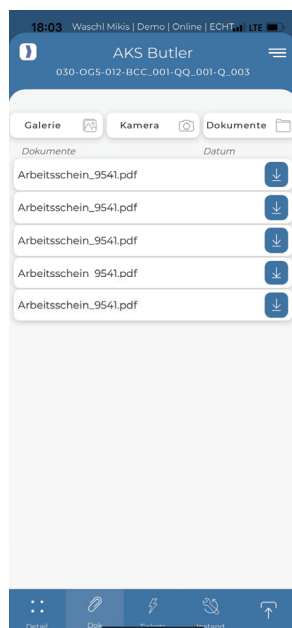 18:03 Waschl Mikis | Demo | Online | ECHT LTE
AKS Butler
030-OG5-012-BCC_001-QQ_001-Q_003
Galerie Kamera Dokumente
Dokumente Datum
Arbeitsschein_9541.pdf
Arbeitsschein_9541.pdf
Arbeitsschein_9541.pdf
Arbeitsschein 9541.pdf
Arbeitsschein_9541.pdf
Detail Dok Tickets Instand